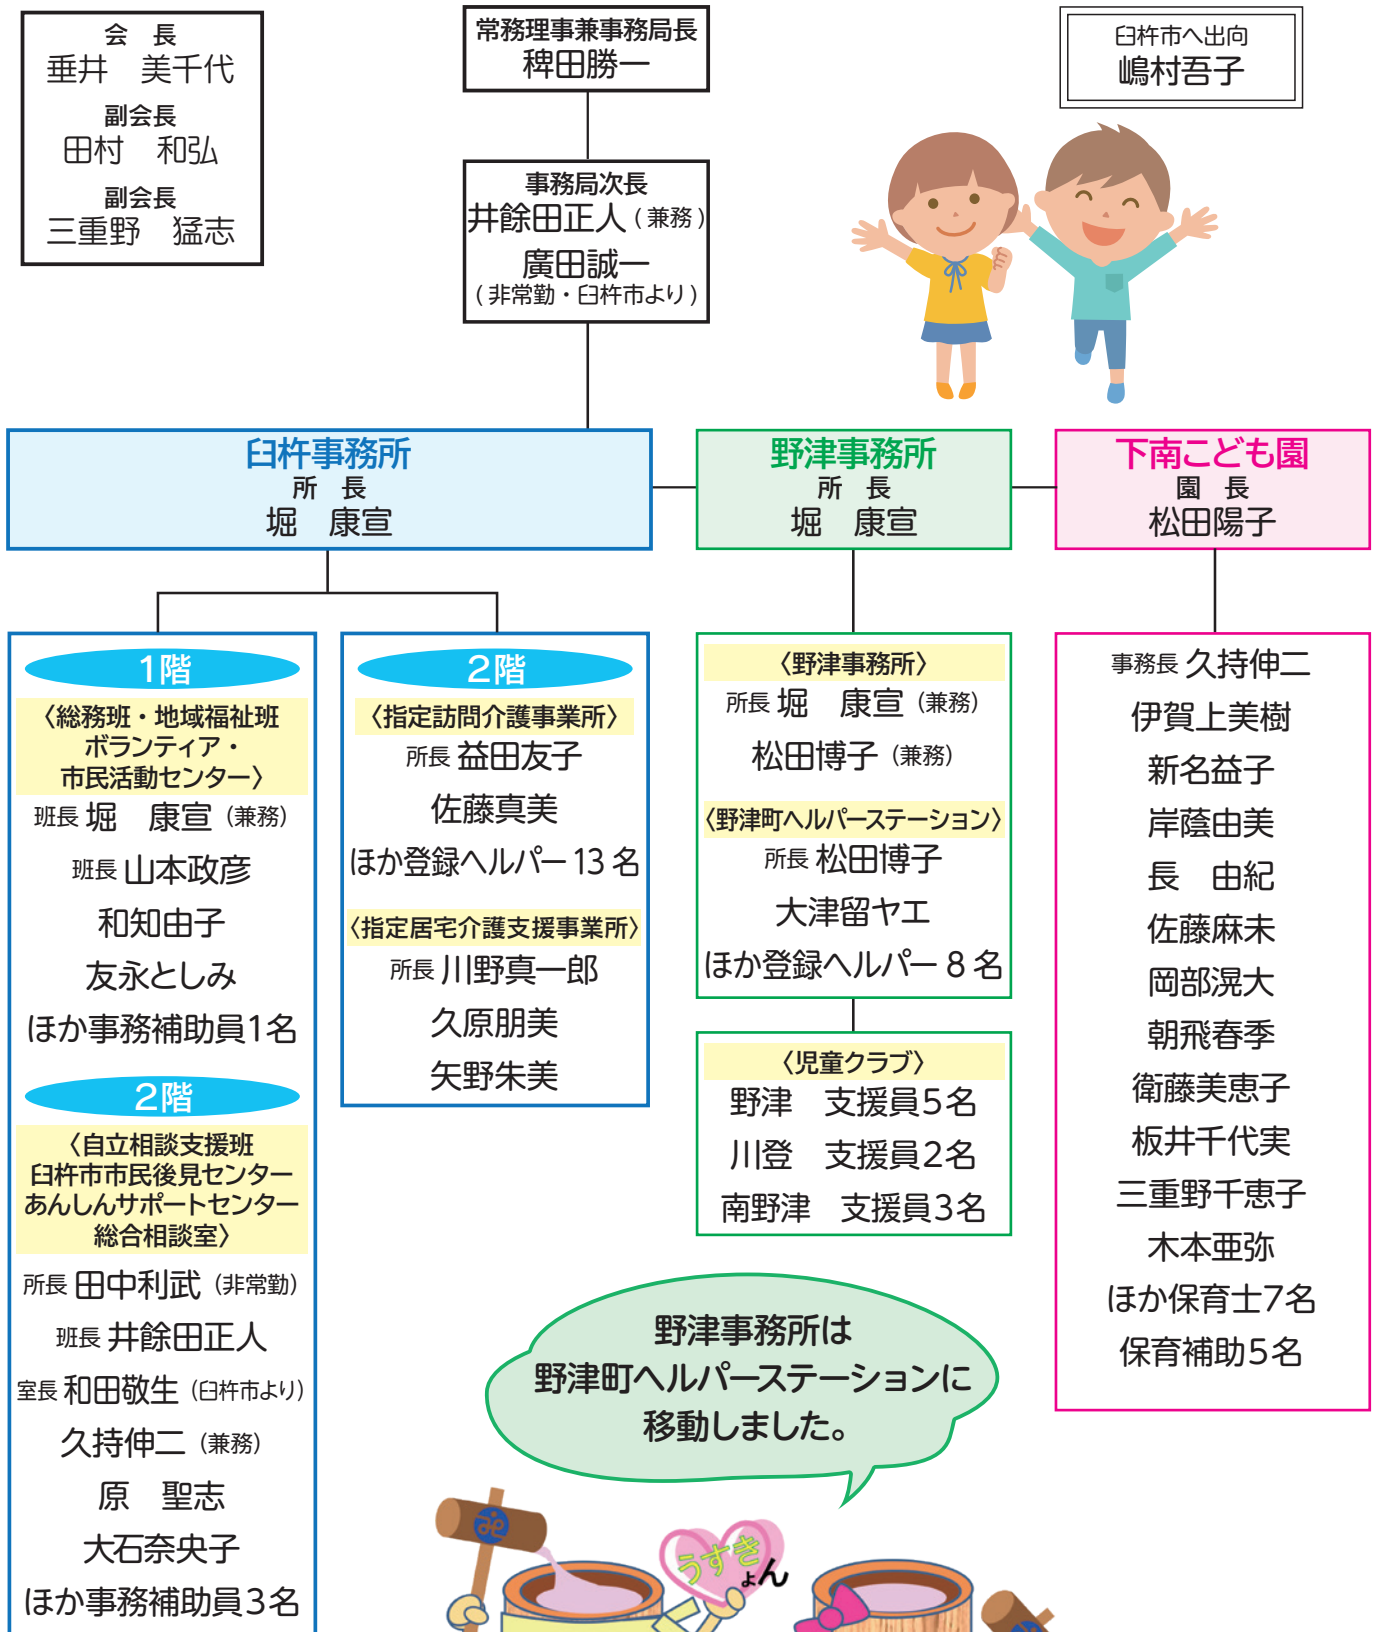 会　長
垂井　美千代
副会長
田村　和弘
副会長
三重野　猛志
常務理事兼事務局長
稗田勝一
事務局次長
井餘田正人（兼務）
廣田誠一
（非常勤・臼杵市より）
臼杵市へ出向
嶋村吾子
臼杵事務所
所　長
堀　康宣
野津事務所
所　長
堀　康宣
下南こども園
園　長
松田陽子
1階
〈総務班・地域福祉班
ボランティア・
市民活動センター〉
班長 堀　康宣（兼務）
班長 山本政彦
和知由子
友永としみ
ほか事務補助員1名
2階
〈自立相談支援班
臼杵市市民後見センター
あんしんサポートセンター
総合相談室〉
所長 田中利武（非常勤）
班長 井餘田正人
室長 和田敬生（臼杵市より）
久持伸二（兼務）
原　聖志
大石奈央子
ほか事務補助員3名
2階
〈指定訪問介護事業所〉
所長 益田友子
佐藤真美
ほか登録ヘルパー 13 名
〈指定居宅介護支援事業所〉
所長 川野真一郎
久原朋美
矢野朱美
〈野津事務所〉
所長 堀　康宣（兼務）
松田博子（兼務）
〈野津町ヘルパーステーション〉
所長 松田博子
大津留ヤエ
ほか登録ヘルパー 8 名
〈児童クラブ〉
野津　支援員5名
川登　支援員2名
南野津　支援員3名
事務長 久持伸二
伊賀上美樹
新名益子
岸蔭由美
長　由紀
佐藤麻未
岡部滉大
朝飛春季
衛藤美恵子
板井千代実
三重野千恵子
木本亜弥
ほか保育士7名
保育補助5名
野津事務所は
野津町ヘルパーステーションに
移動しました。
うすきょん